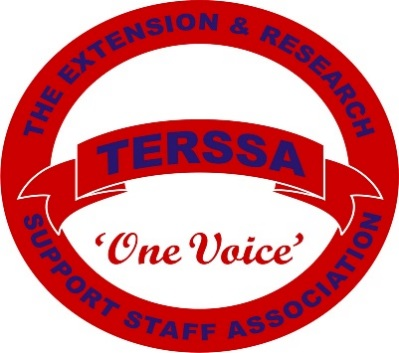 THE EXTENSION & RESEARCH
TERSSA
'One Voice'
SUPPORT STAFF ASSOCIATION